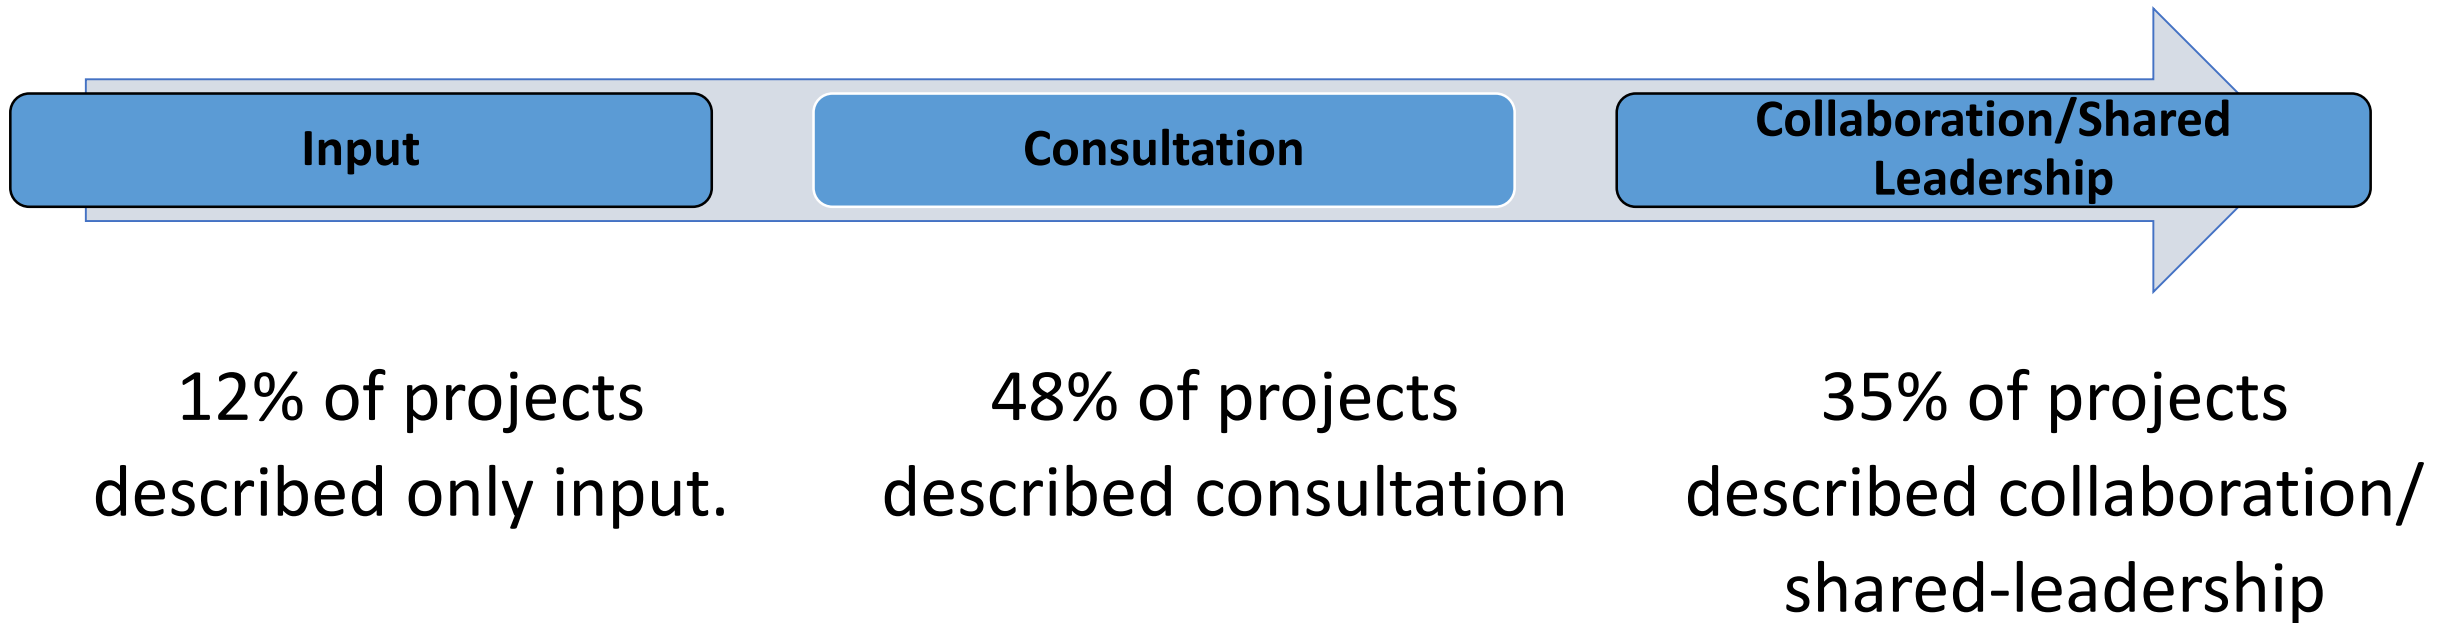 Input
Consultation
Collaboration/Shared
Leadership
12% of projects
described only input.
48% of projects
described consultation
35% of projects
described collaboration/
shared-leadership